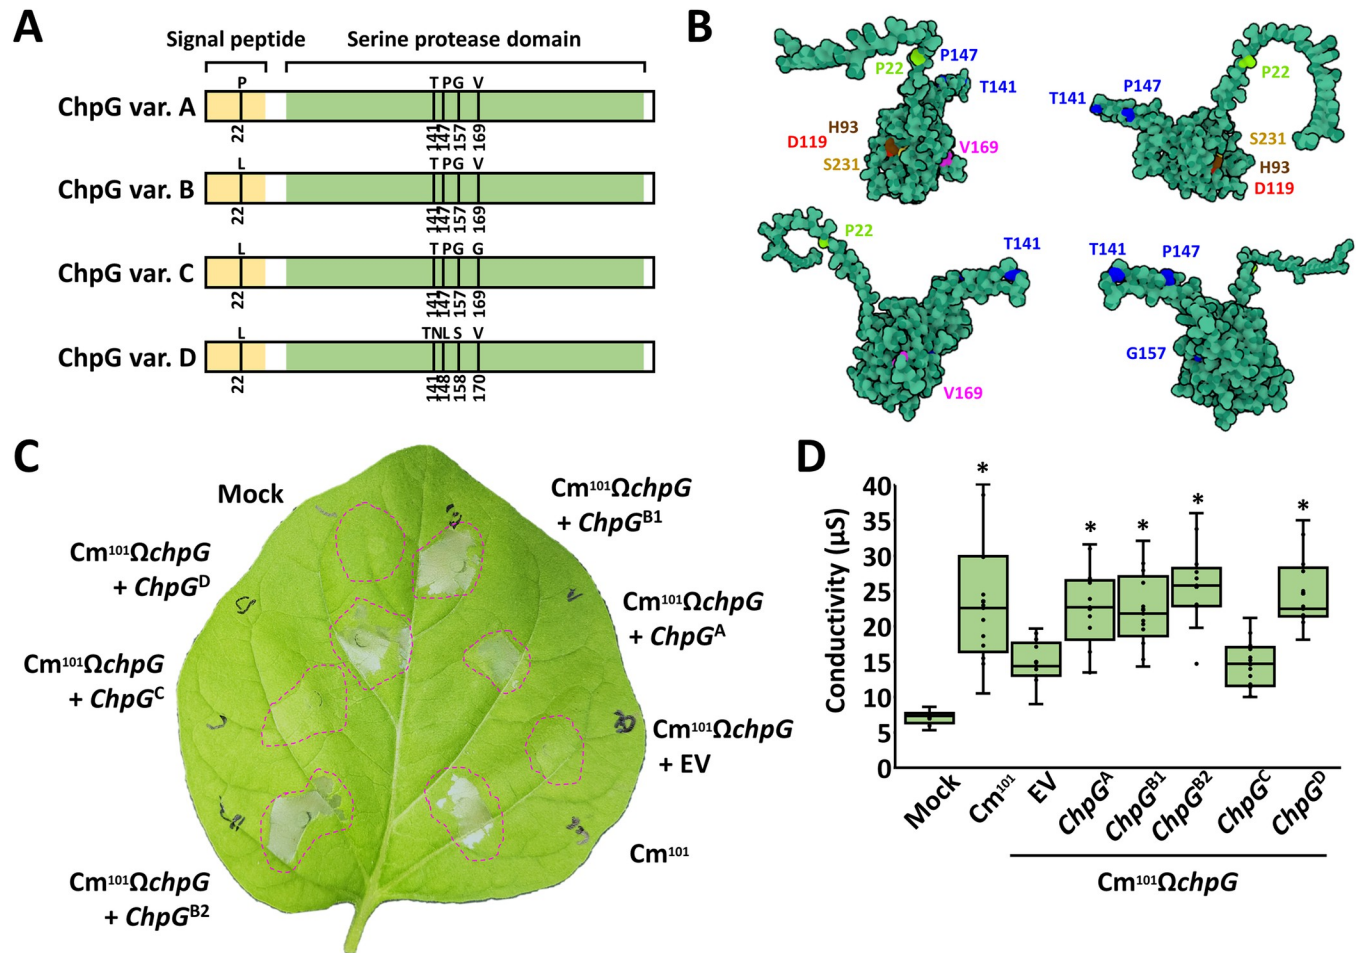 A
Signal peptide
Serine protease domain
P
T PG V
ChpG var. A
22
141
147
157
169
L
T PG V
ChpG var. B
22
141
147
157
169
L
T PG G
ChpG var. C
22
141
147
157
169
L
TNL S V
ChpG var. D
22
141
148
158
170
B
P22
P147
T141
H93
D119
S231
V169
P147
T141
P22
S231
H93
D119
P22
T141
V169
T141
P147
G157
C
Mock
Cm¹⁰¹ΩchpG
+ ChpGᴮ¹
Cm¹⁰¹ΩchpG
+ ChpGᴰ
Cm¹⁰¹ΩchpG
+ ChpGᴬ
Cm¹⁰¹ΩchpG
+ ChpGᶜ
Cm¹⁰¹ΩchpG
+ EV
Cm¹⁰¹
Cm¹⁰¹ΩchpG
+ ChpGᴮ²
D
Conductivity (µS)
40
35
30
25
20
15
10
5
0
*
*
*
*
*
Mock
Cm¹⁰¹
EV
ChpGᴬ
ChpGᴮ¹
ChpGᴮ²
ChpGᶜ
ChpGᴰ
Cm¹⁰¹ΩchpG